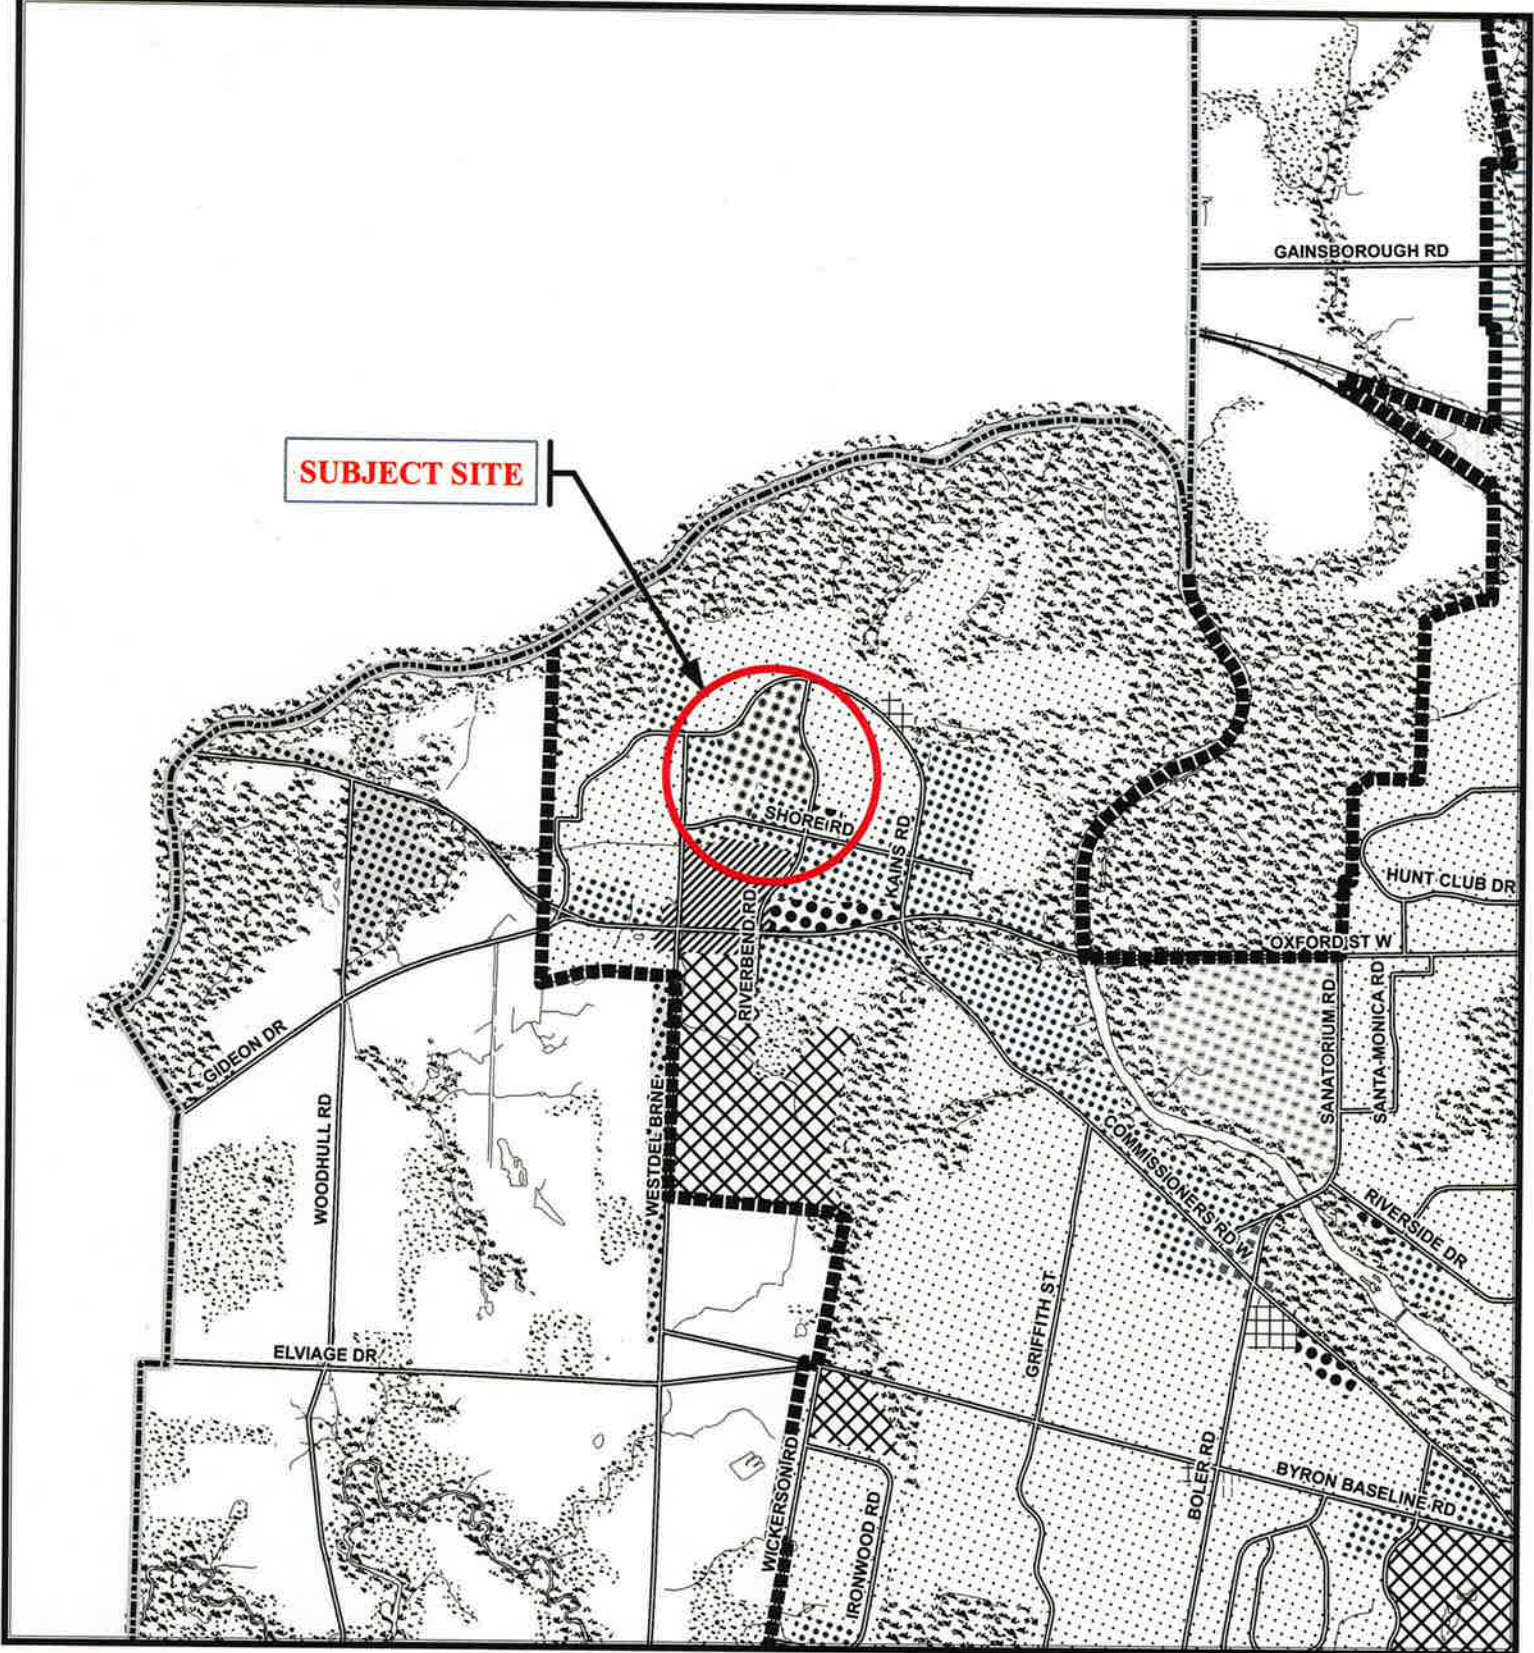 GAINSBOROUGH RD
SUBJECT SITE
SHORE RD
KAINS RD
HUNT CLUB DR
RIVERBEND RD
OXFORD ST W
GIDEON DR
WOODHULL RD
WESTDEL BRNE
SANATORIUM RD
SANTA MONICA RD
COMMISSIONERS RD W
RIVERSIDE DR
GRIFFITH ST
ELVIAGE DR
WICKERSON RD
IRONWOOD RD
BOLER RD
BYRON BASELINE RD